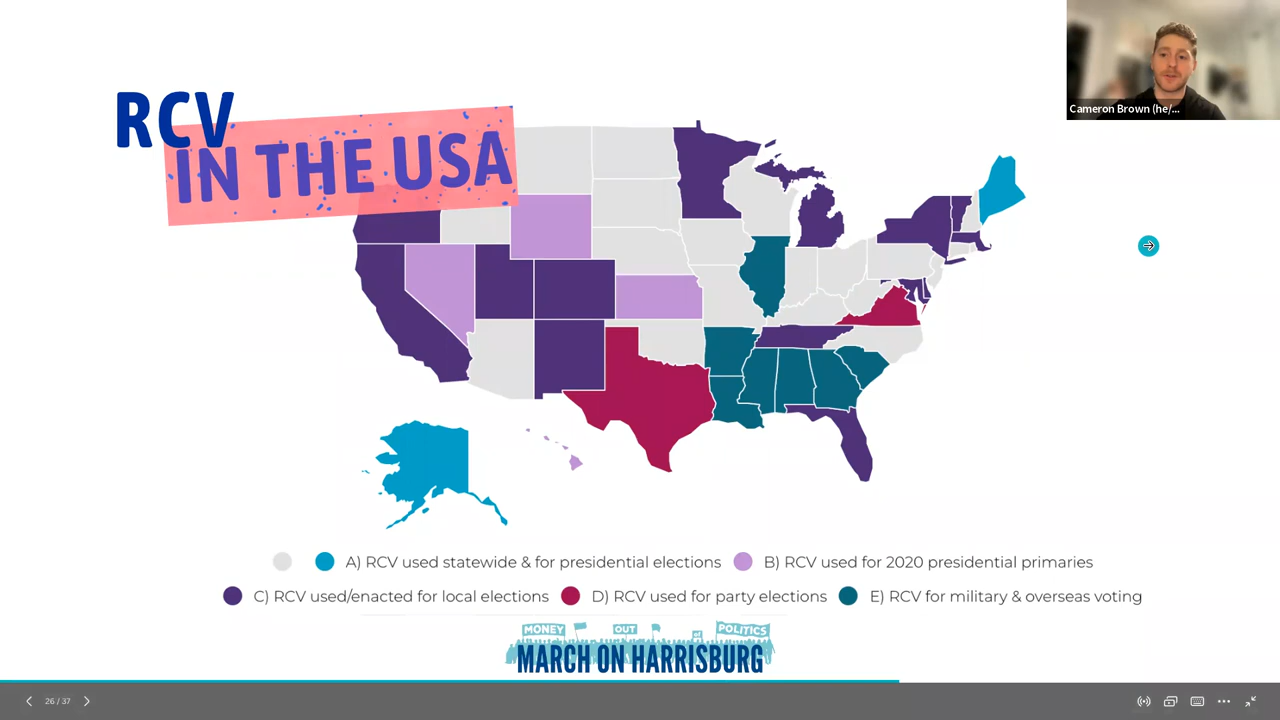 Cameron Brown (he/...
RCV
IN THE USA
A) RCV used statewide & for presidential elections
B) RCV used for 2020 presidential primaries
C) RCV used/enacted for local elections
D) RCV used for party elections
E) RCV for military & overseas voting
MONEY OUT of POLITICS
MARCH ON HARRISBURG
26 / 37